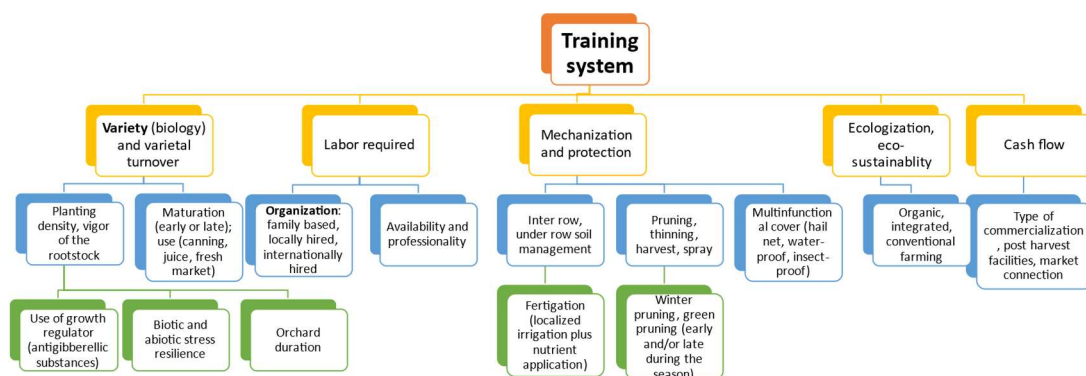 Training
system
Variety (biology)
and varietal
turnover
Labor required
Mechanization
and protection
Ecologization,
eco-
sustainablity
Cash flow
Planting
density, vigor of
the
rootstock
Maturation
(early or late);
use (canning,
juice, fresh
market)
Organization:
family based,
locally hired,
internationally
hired
Availability and
professionality
Inter row,
under row soil
management
Pruning,
thinning,
harvest, spray
Multinfunction
al cover (hail
net, water-
proof, insect-
proof)
Organic,
integrated,
conventional
farming
Type of
commercialization
, post harvest
facilities, market
connection
Use of growth
regulator
(antigibberellic
substances)
Biotic and
abiotic stress
resilience
Orchard
duration
Fertigation
(localized
irrigation plus
nutrient
application)
Winter
pruning, green
pruning (early
and/or late
during the
season)